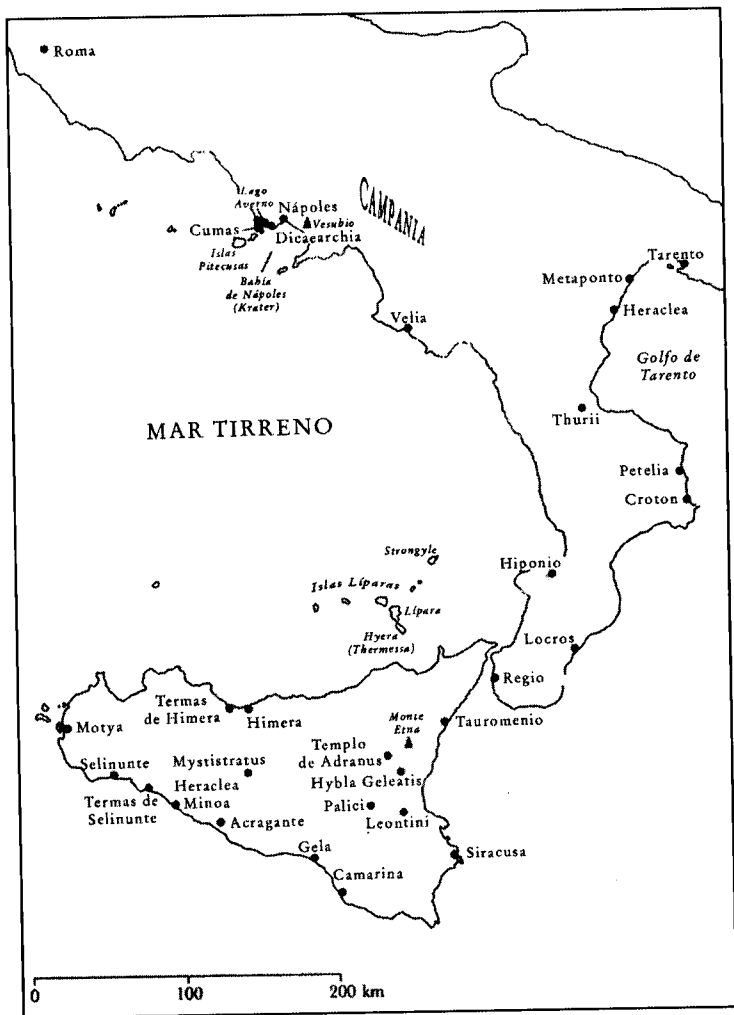 Roma
Lago
Averno
Nápoles
CAMPANIA
Vesubio
Cumas
Dicaearchia
Islas
Pitecusas
Bahía
de Nápoles
(Krater)
Tarento
Metaponto
Heraclea
Velia
Golfo de
Tarento
MAR TIRRENO
Thurii
Petelia
Croton
Strongyle
Hiponio
Islas Líparas
Lípara
Hyera
(Thermessa)
Locros
Regio
Termas
de Himera
Himera
Motya
Monte
Etna
Tauromenio
Templo
de Adranus
Selinunte
Mystistratus
Hybla Geleatis
Heraclea
Minoa
Termas de
Selinunte
Palici
Leontini
Acragante
Gela
Siracusa
Camarina
0
100
200 km